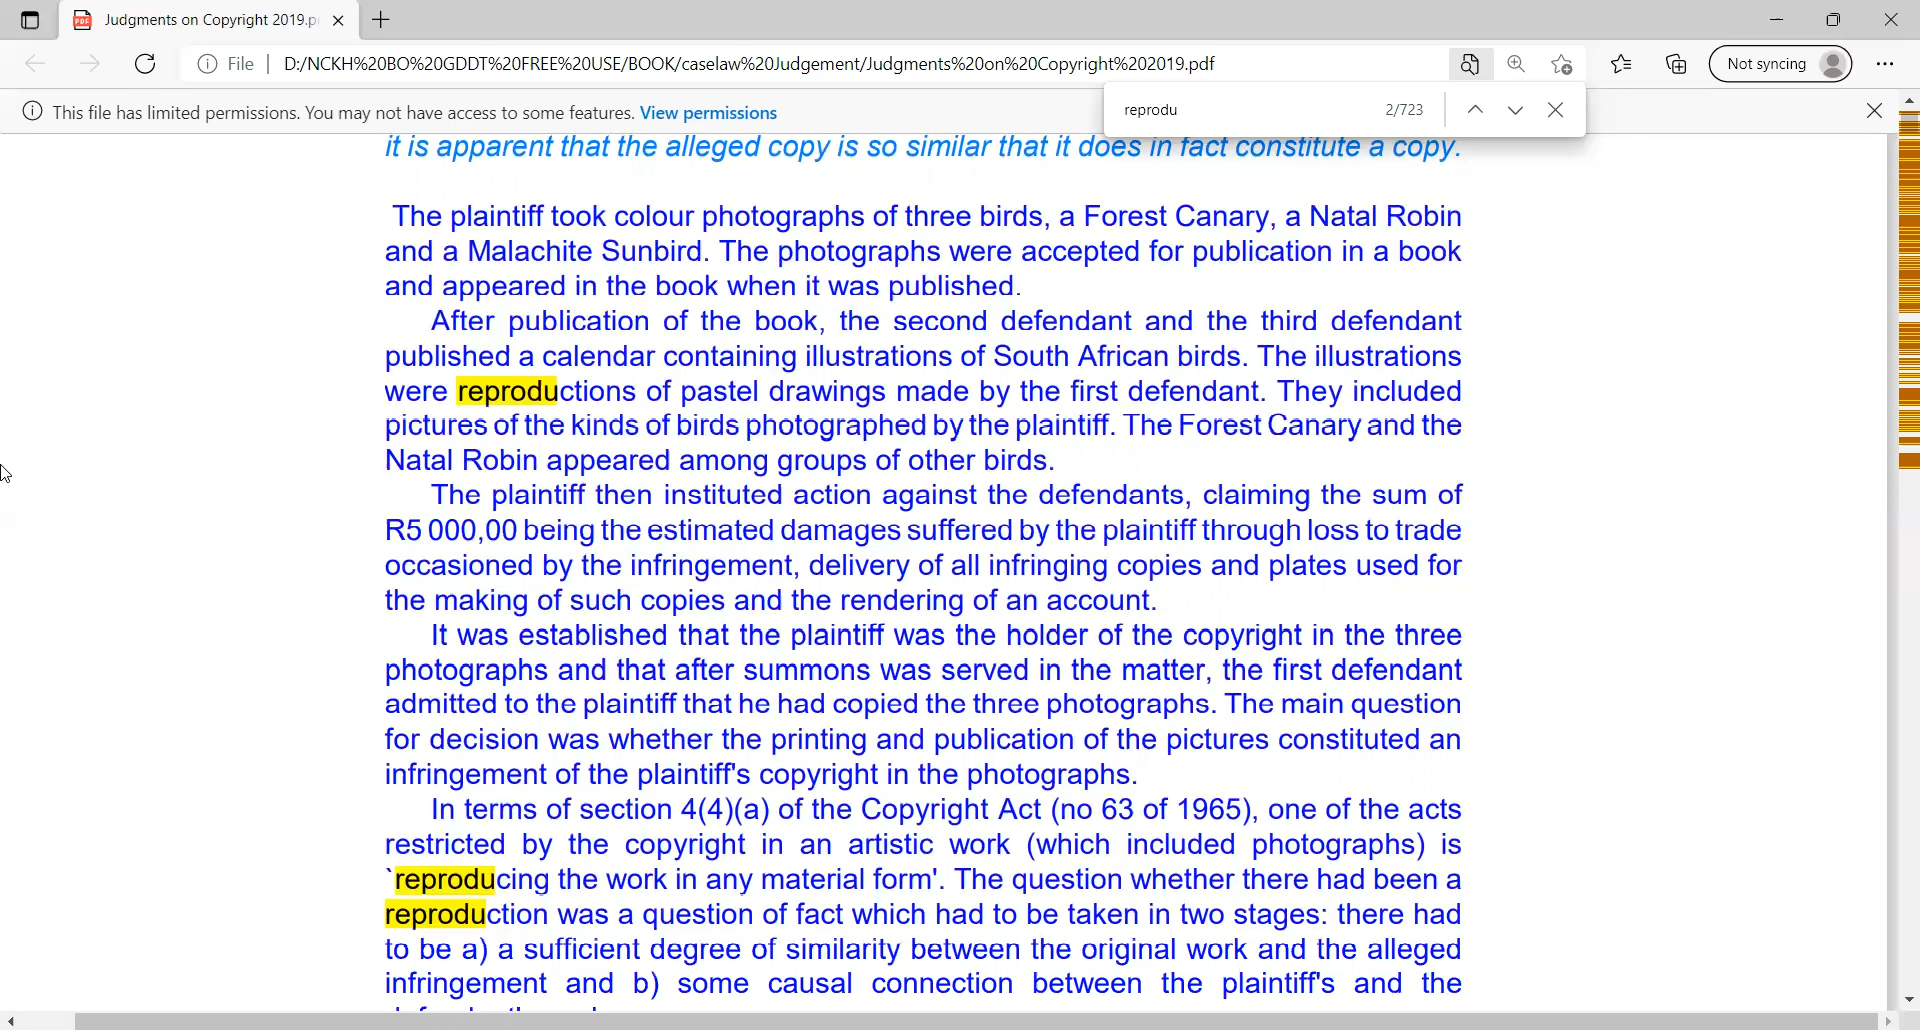 Judgments on Copyright 2019.p
File
D:/NCKH%20BO%20GDDT%20FREE%20USE/BOOK/caselaw%20Judgement/Judgments%20on%20Copyright%202019.pdf
Not syncing
This file has limited permissions. You may not have access to some features. View permissions
reprodu 2/723
it is apparent that the alleged copy is so similar that it does in fact constitute a copy.
The plaintiff took colour photographs of three birds, a Forest Canary, a Natal Robin
and a Malachite Sunbird. The photographs were accepted for publication in a book
and appeared in the book when it was published.
After publication of the book, the second defendant and the third defendant
published a calendar containing illustrations of South African birds. The illustrations
were reproductions of pastel drawings made by the first defendant. They included
pictures of the kinds of birds photographed by the plaintiff. The Forest Canary and the
Natal Robin appeared among groups of other birds.
The plaintiff then instituted action against the defendants, claiming the sum of
R5 000,00 being the estimated damages suffered by the plaintiff through loss to trade
occasioned by the infringement, delivery of all infringing copies and plates used for
the making of such copies and the rendering of an account.
It was established that the plaintiff was the holder of the copyright in the three
photographs and that after summons was served in the matter, the first defendant
admitted to the plaintiff that he had copied the three photographs. The main question
for decision was whether the printing and publication of the pictures constituted an
infringement of the plaintiff's copyright in the photographs.
In terms of section 4(4)(a) of the Copyright Act (no 63 of 1965), one of the acts
restricted by the copyright in an artistic work (which included photographs) is
`reproducing the work in any material form'. The question whether there had been a
reproduction was a question of fact which had to be taken in two stages: there had
to be a) a sufficient degree of similarity between the original work and the alleged
infringement and b) some causal connection between the plaintiff's and the